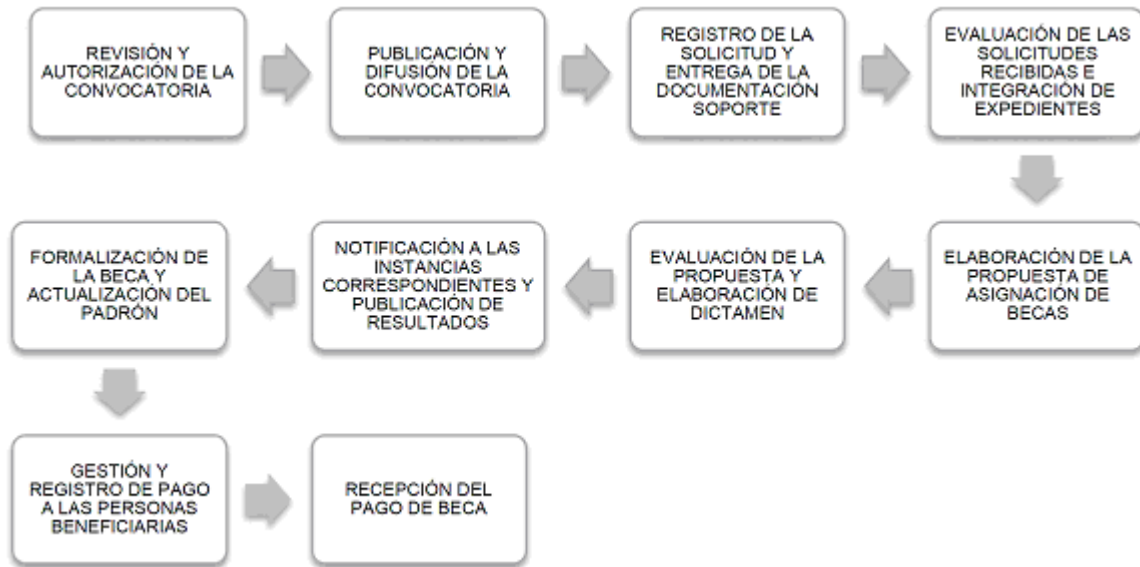 REVISIÓN Y
AUTORIZACIÓN DE LA
CONVOCATORIA
PUBLICACIÓN Y
DIFUSIÓN DE LA
CONVOCATORIA
REGISTRO DE LA
SOLICITUD Y
ENTREGA DE LA
DOCUMENTACIÓN
SOPORTE
EVALUACIÓN DE LAS
SOLICITUDES
RECIBIDAS E
INTEGRACIÓN DE
EXPEDIENTES
ELABORACIÓN DE LA
PROPUESTA DE
ASIGNACIÓN DE
BECAS
EVALUACIÓN DE LA
PROPUESTA Y
ELABORACIÓN DE
DICTAMEN
NOTIFICACIÓN A LAS
INSTANCIAS
CORRESPONDIENTES Y
PUBLICACIÓN DE
RESULTADOS
FORMALIZACIÓN DE
LA BECA Y
ACTUALIZACIÓN DEL
PADRÓN
GESTIÓN Y
REGISTRO DE PAGO
A LAS PERSONAS
BENEFICIARIAS
RECEPCIÓN DEL
PAGO DE BECA